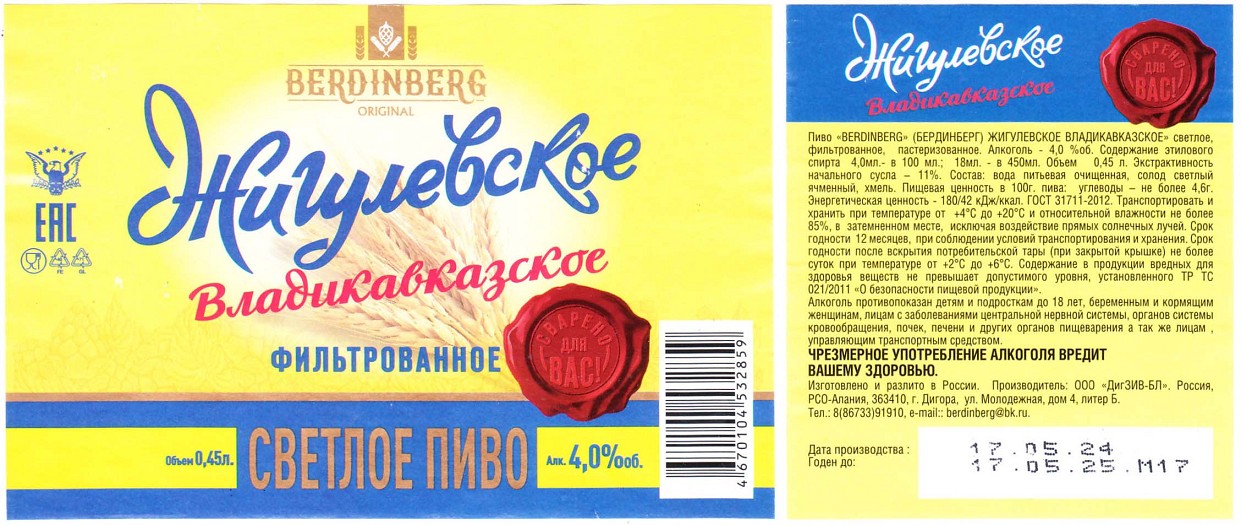 BERDINBERG
ORIGINAL
Жигулевское
Владикавказское
ФИЛЬТРОВАННОЕ
СВАРЕНО
ДЛЯ
ВАС!
EAC
PE
GL
Объем 0,45л.
СВЕТЛОЕ ПИВО
Алк. 4,0%об.
4 670104 532859
Жигулевское
Владикавказское
СВАРЕНО
ДЛЯ
ВАС!
Пиво «BERDINBERG» (БЕРДИНБЕРГ) ЖИГУЛЕВСКОЕ ВЛАДИКАВКАЗСКОЕ» светлое,
фильтрованное, пастеризованное. Алкоголь - 4,0 %об. Содержание этилового
спирта 4,0мл.- в 100 мл.; 18мл. - в 450мл. Объем 0,45 л. Экстрактивность
начального сусла – 11%. Состав: вода питьевая очищенная, солод светлый
ячменный, хмель. Пищевая ценность в 100г. пива: углеводы – не более 4,6г.
Энергетическая ценность - 180/42 кДж/ккал. ГОСТ 31711-2012. Транспортировать и
хранить при температуре от +4°С до +20°С и относительной влажности не более
85%, в затемненном месте, исключая воздействие прямых солнечных лучей. Срок
годности 12 месяцев, при соблюдении условий транспортирования и хранения. Срок
годности после вскрытия потребительской тары (при закрытой крышке) не более
суток при температуре от +2°С до +6°С. Содержание в продукции вредных для
здоровья веществ не превышает допустимого уровня, установленного ТР ТС
021/2011 «О безопасности пищевой продукции».
Алкоголь противопоказан детям и подросткам до 18 лет, беременным и кормящим
женщинам, лицам с заболеваниями центральной нервной системы, органов системы
кровообращения, почек, печени и других органов пищеварения а так же лицам ,
управляющим транспортным средством.
ЧРЕЗМЕРНОЕ УПОТРЕБЛЕНИЕ АЛКОГОЛЯ ВРЕДИТ
ВАШЕМУ ЗДОРОВЬЮ.
Изготовлено и разлито в России. Производитель: ООО «ДигЗИВ-БЛ». Россия,
РСО-Алания, 363410, г. Дигора, ул. Молодежная, дом 4, литер Б.
Тел.: 8(86733)91910, e-mail:: berdinberg@bk.ru.
Дата производства : 17.05.24
Годен до: 17.05.25.M17